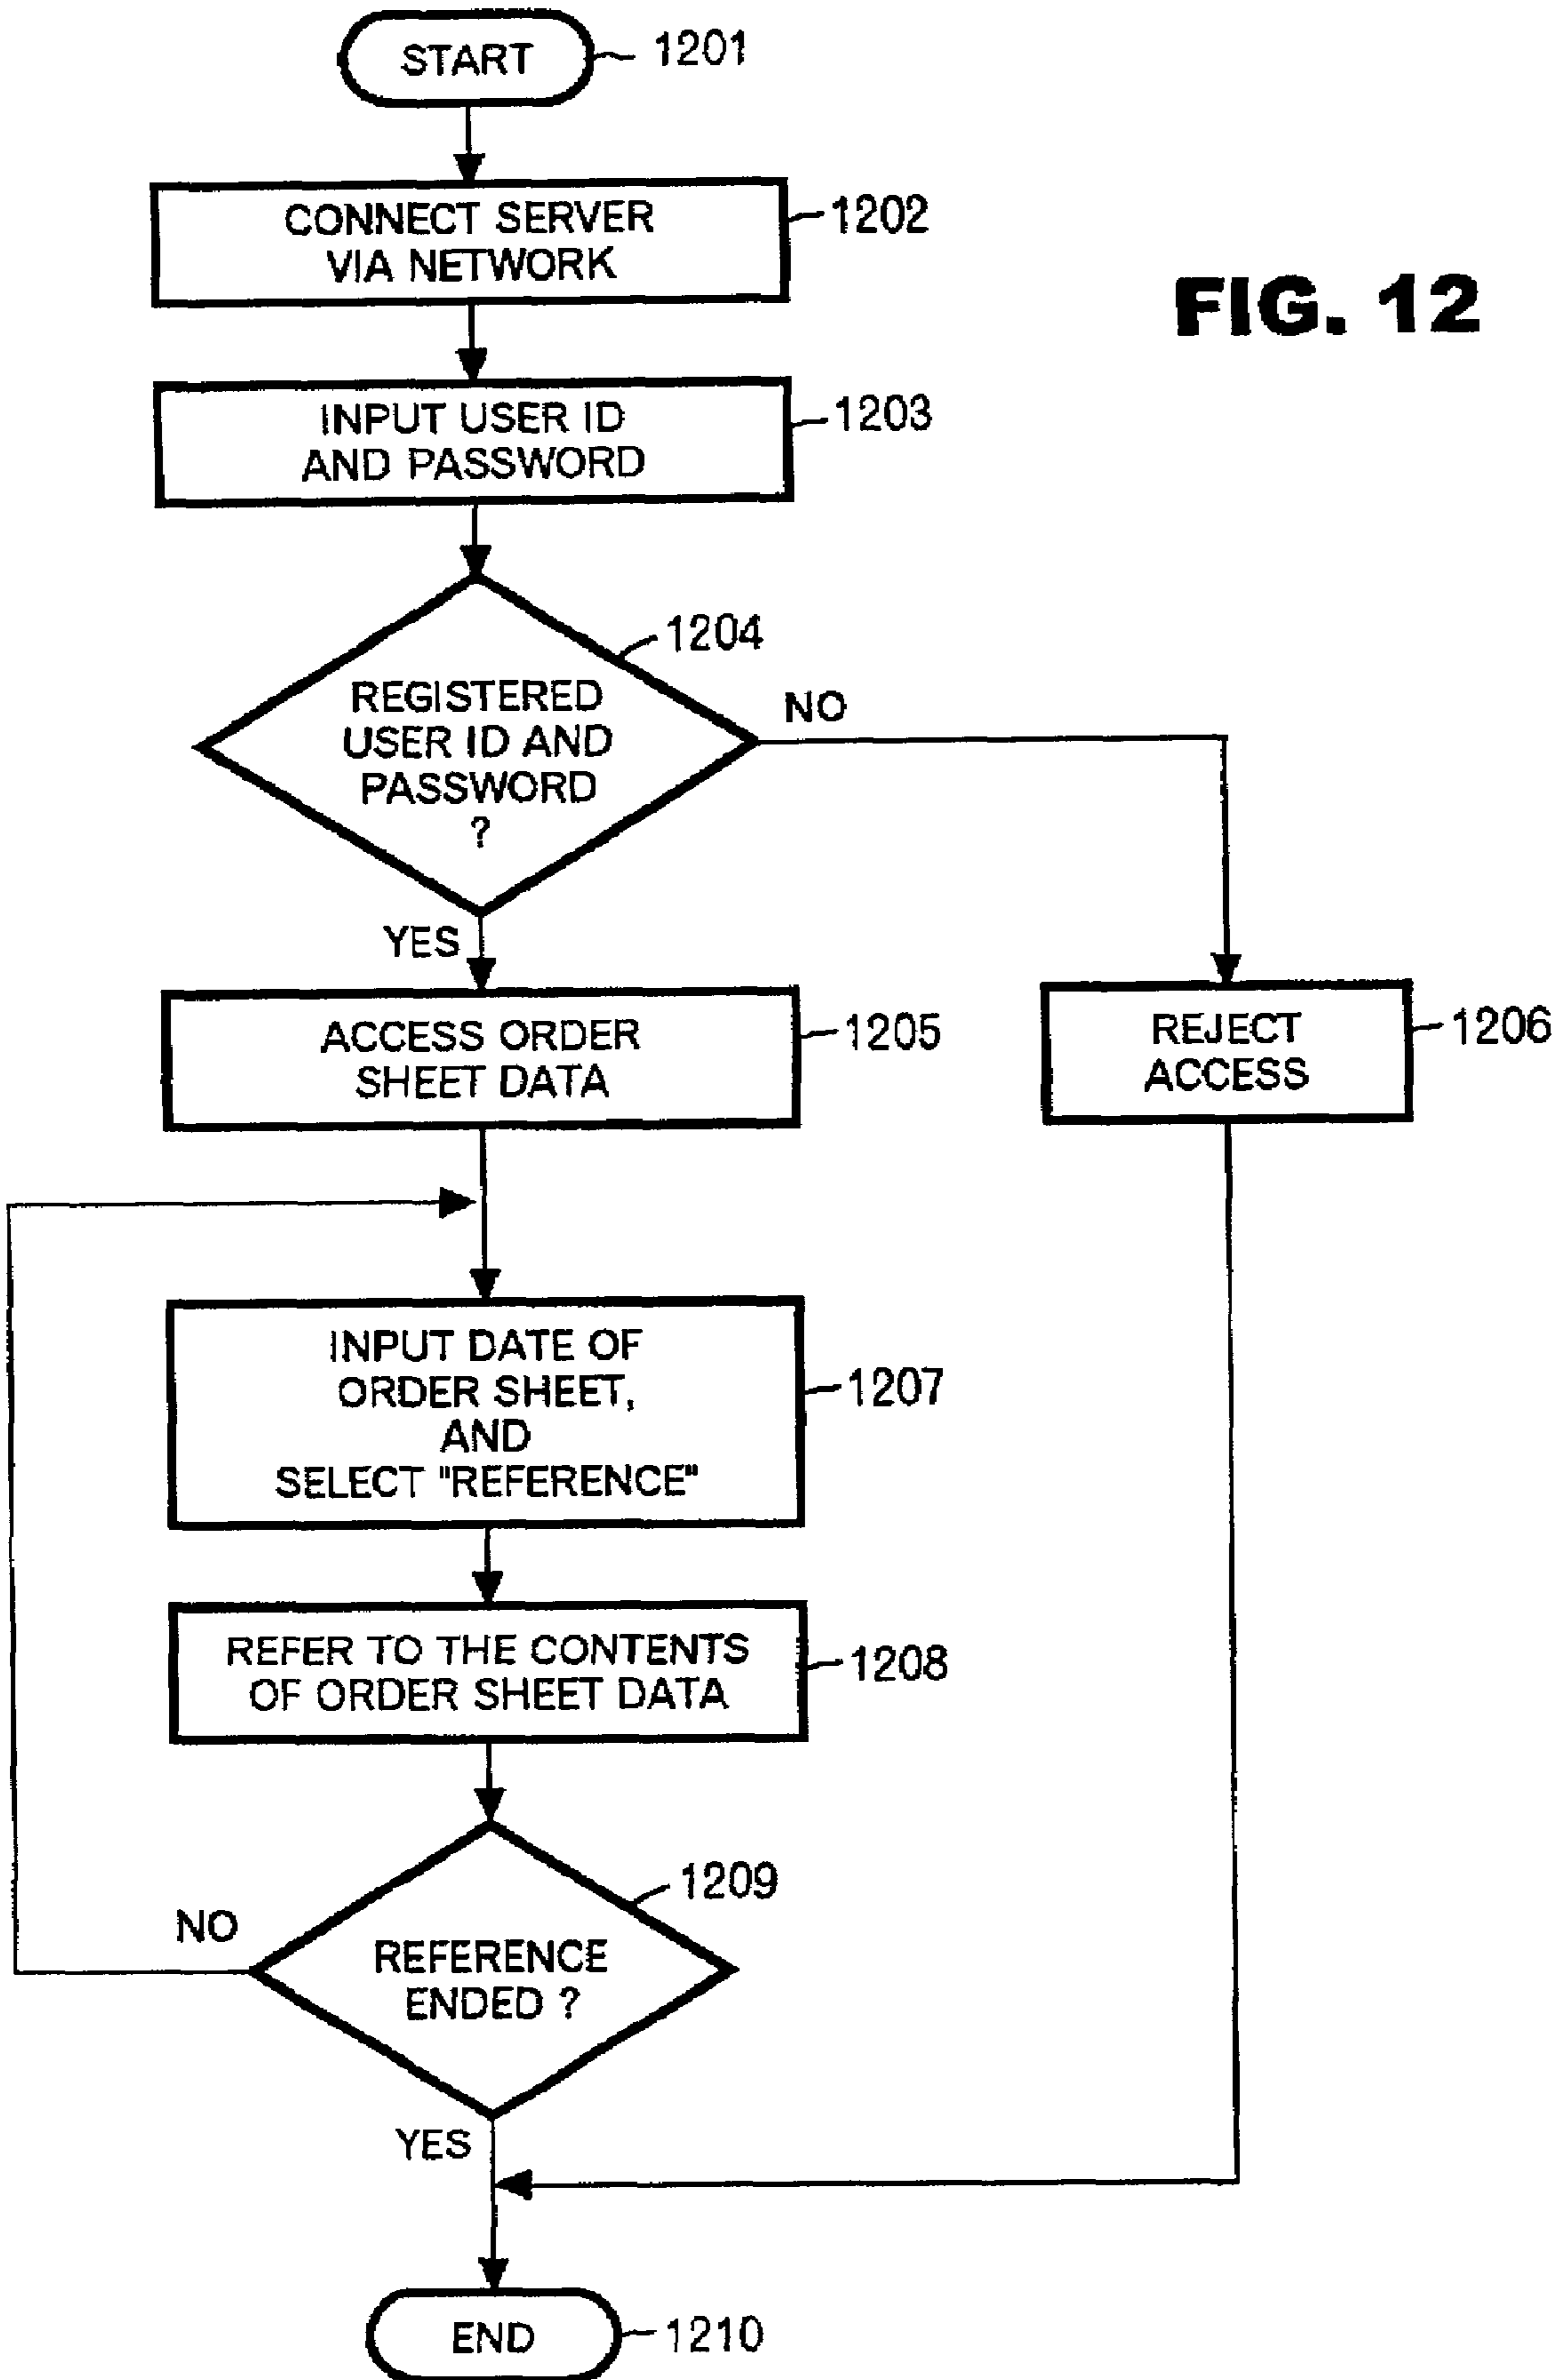 START
1201
CONNECT SERVER
VIA NETWORK
1202
FIG. 12
INPUT USER ID
AND PASSWORD
1203
1204
REGISTERED
USER ID AND
PASSWORD
?
NO
YES
ACCESS ORDER
SHEET DATA
1205
REJECT
ACCESS
1206
INPUT DATE OF
ORDER SHEET,
AND
SELECT "REFERENCE"
1207
REFER TO THE CONTENTS
OF ORDER SHEET DATA
1208
1209
REFERENCE
ENDED ?
NO
YES
END
1210